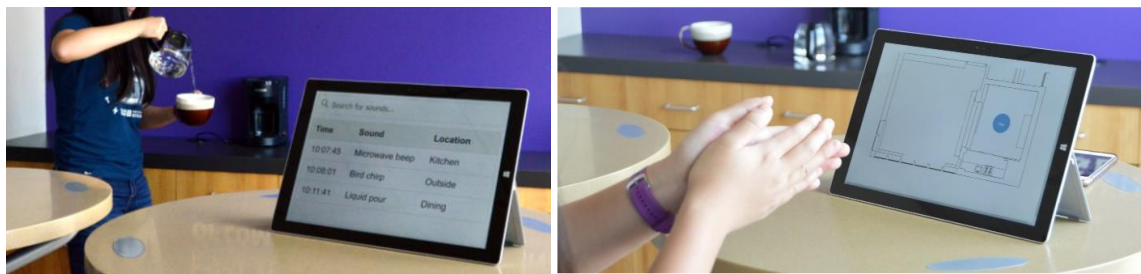 Search for sounds...
Time Sound Location
10:07:45 Microwave beep Kitchen
10:08:01 Bird chirp Outside
10:11:41 Liquid pour Dining